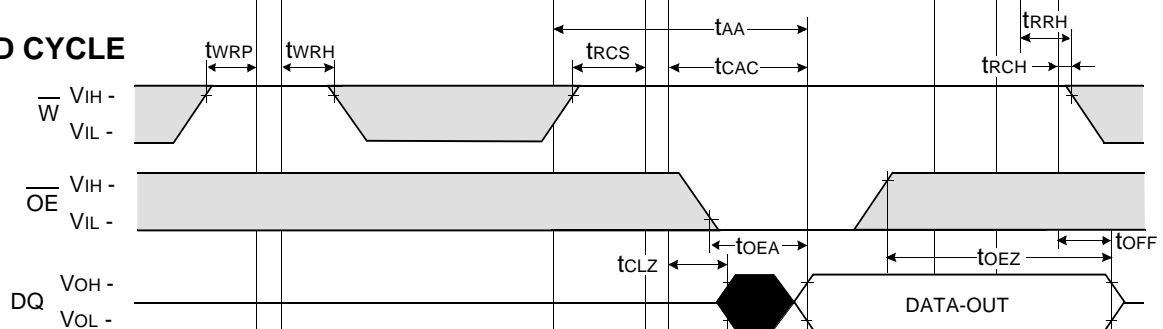 tRRH
tAA
D CYCLE
tWRP tWRH tRCS tCAC tRCH
W VIH -
VIL -
OE VIH -
VIL -
tOEA tOFF
tCLZ tOEZ
DQ VOH -
VOL -
DATA-OUT